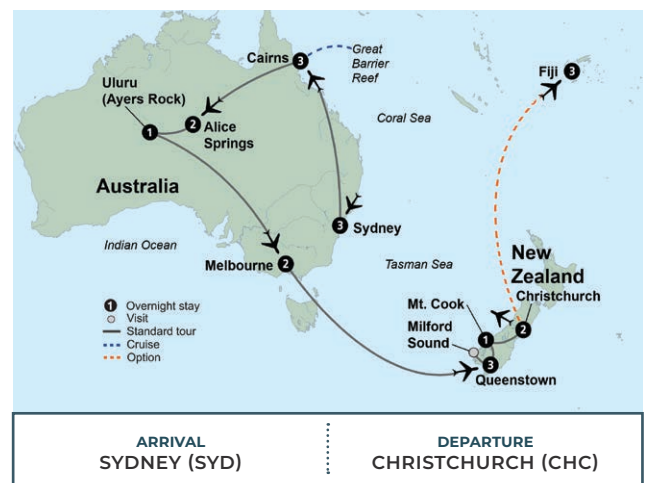 Cairns
3
Great
Barrier
Reef
Fiji
3
Uluru
(Ayers Rock)
1
2
Alice
Springs
Coral Sea
Australia
3
Sydney
Indian Ocean
Melbourne
2
Tasman Sea
New
Zealand
Christchurch
2
Mt. Cook
1
Milford
Sound
3
Queenstown
1 Overnight stay
Visit
Standard tour
Cruise
Option
ARRIVAL
SYDNEY (SYD)
DEPARTURE
CHRISTCHURCH (CHC)